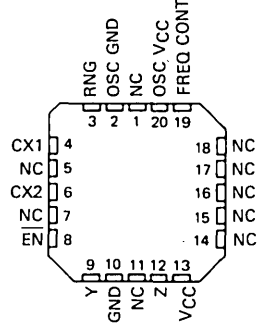 RNG
OSC GND
NC
OSC VCC
FREQ CONT
3 2 1 20 19
CX1 4
NC 5
CX2 6
NC 7
EN 8
18 NC
17 NC
16 NC
15 NC
14 NC
9 10 11 12 13
Y
GND
NC
Z
VCC